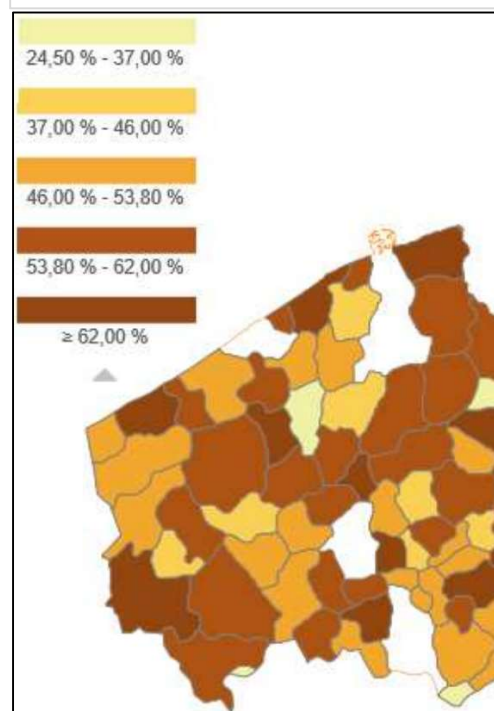 24,50 % - 37,00 %
37,00 % - 46,00 %
46,00 % - 53,80 %
53,80 % - 62,00 %
≥ 62,00 %